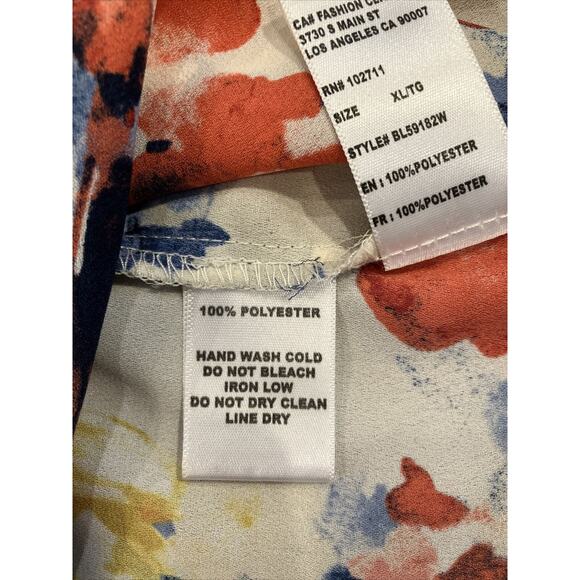 CA# FASHION
3730 S MAIN ST
LOS ANGELES CA 90007
RN# 102711
SIZE XL/TG
STYLE# BL59182W
EN : 100%POLYESTER
FR : 100%POLYESTER
100% POLYESTER
HAND WASH COLD
DO NOT BLEACH
IRON LOW
DO NOT DRY CLEAN
LINE DRY